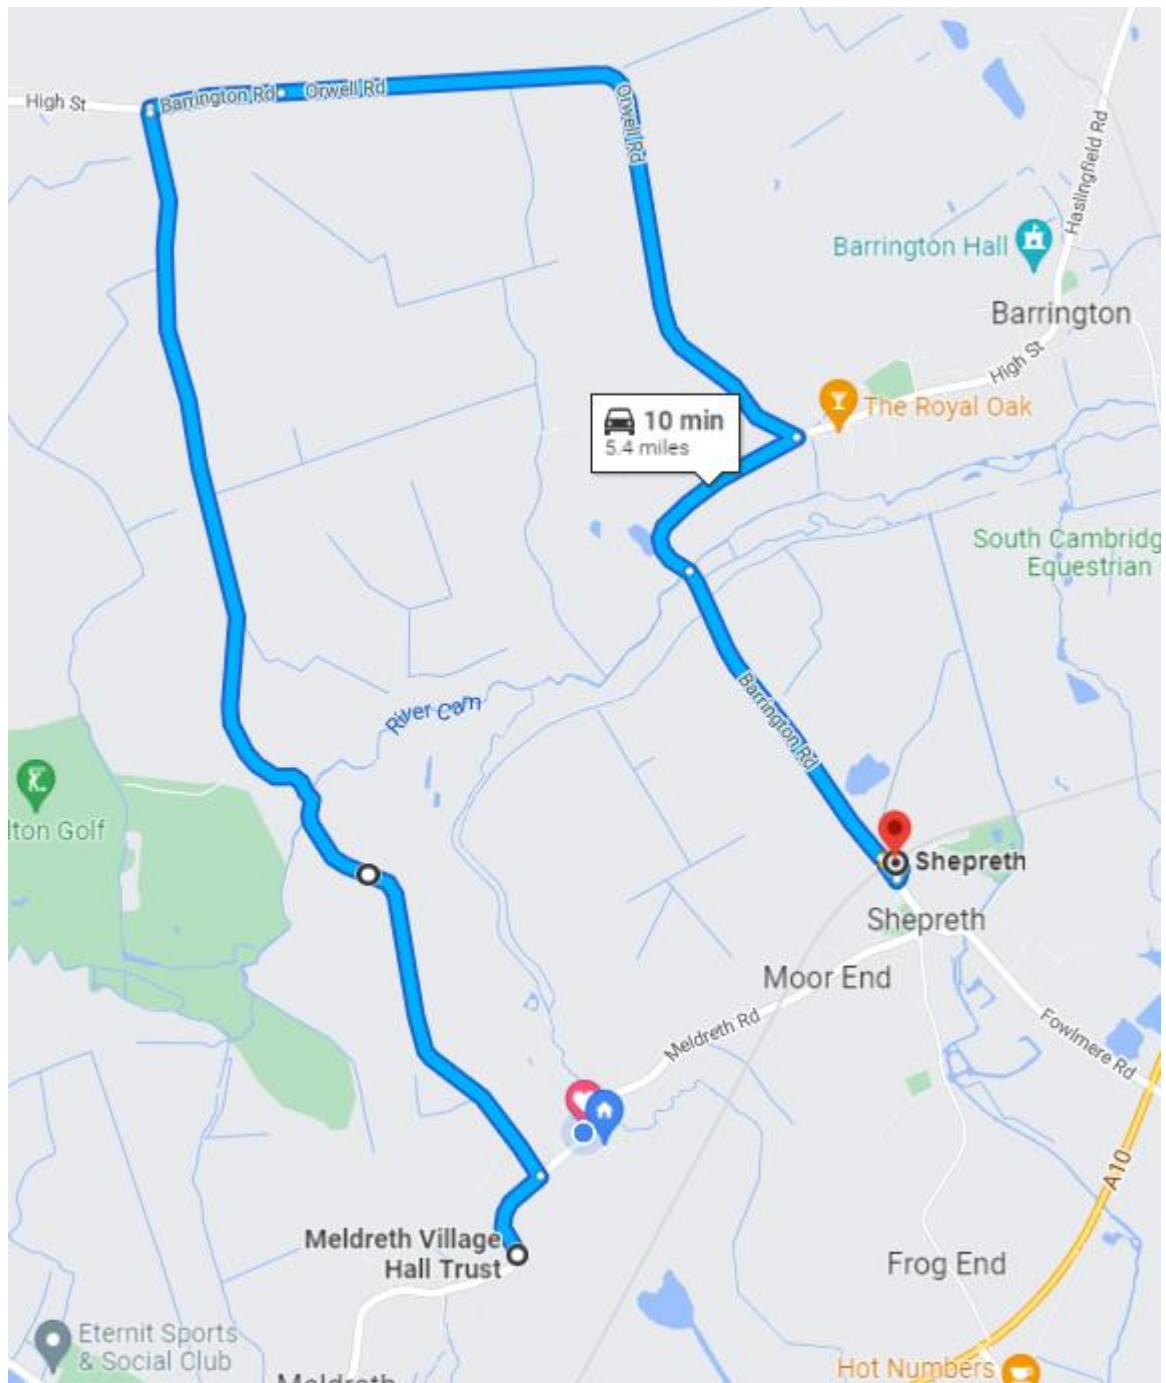 High St
Barrington Rd
Orwell Rd
Orwell Rd
Haslingfield Rd
Barrington Hall
Barrington
High St
The Royal Oak
10 min
5.4 miles
South Cambridg
Equestrian
River Cam
Barrington Rd
lton Golf
Shepreth
Shepreth
Moor End
Meldreth Rd
Fowlmere Rd
A10
Meldreth Village
Hall Trust
Frog End
Eternit Sports
& Social Club
Hot Numbers
Meldreth